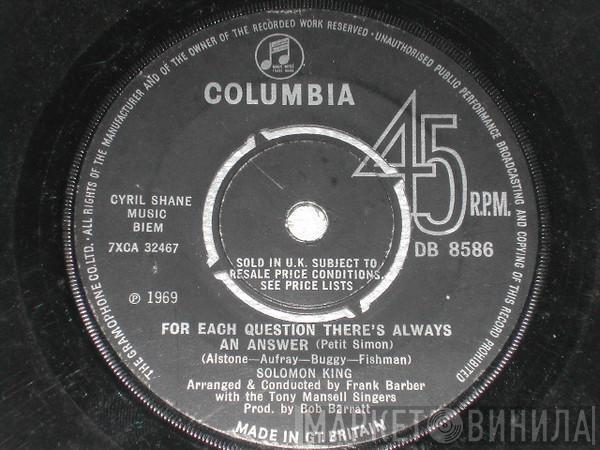 ALL RIGHTS OF THE MANUFACTURER AND OF THE OWNER OF THE RECORDED WORK RESERVED · UNAUTHORISED PUBLIC PERFORMANCE BROADCASTING AND COPYING OF THIS RECORD PROHIBITED
THE GRAMOPHONE CO. LTD.
COLUMBIA
45
R.P.M.
CYRIL SHANE
MUSIC
BIEM
7XCA 32467
DB 8586
SOLD IN U.K. SUBJECT TO
RESALE PRICE CONDITIONS.
SEE PRICE LISTS
℗ 1969
FOR EACH QUESTION THERE'S ALWAYS
AN ANSWER (Petit Simon)
(Alstone—Aufray—Buggy—Fishman)
SOLOMON KING
Arranged & Conducted by Frank Barber
with the Tony Mansell Singers
Prod. by Bob Barratt
MADE IN GT. BRITAIN
МАРКЕТ ВИНИЛА